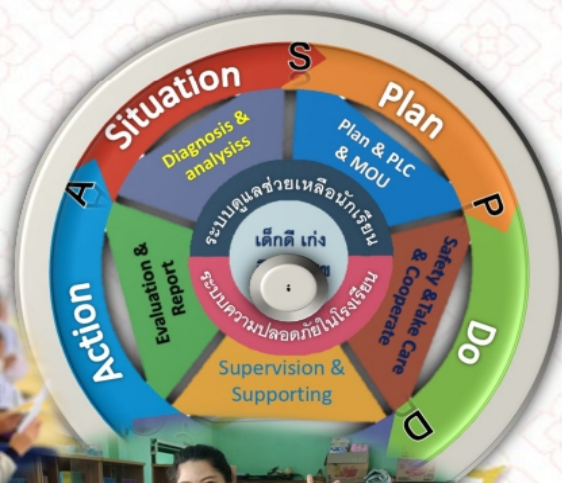 S
Situation
Plan
Diagnosis &
analysiss
Plan & PLC
& MOU
A
P
ระบบดูแลช่วยเหลือนักเรียน
เด็กดี เก่ง
ระบบความปลอดภัยในโรงเรียน
Evaluation &
Report
Safety & Take Care
& Cooperate
Action
Do
Supervision &
Supporting
D